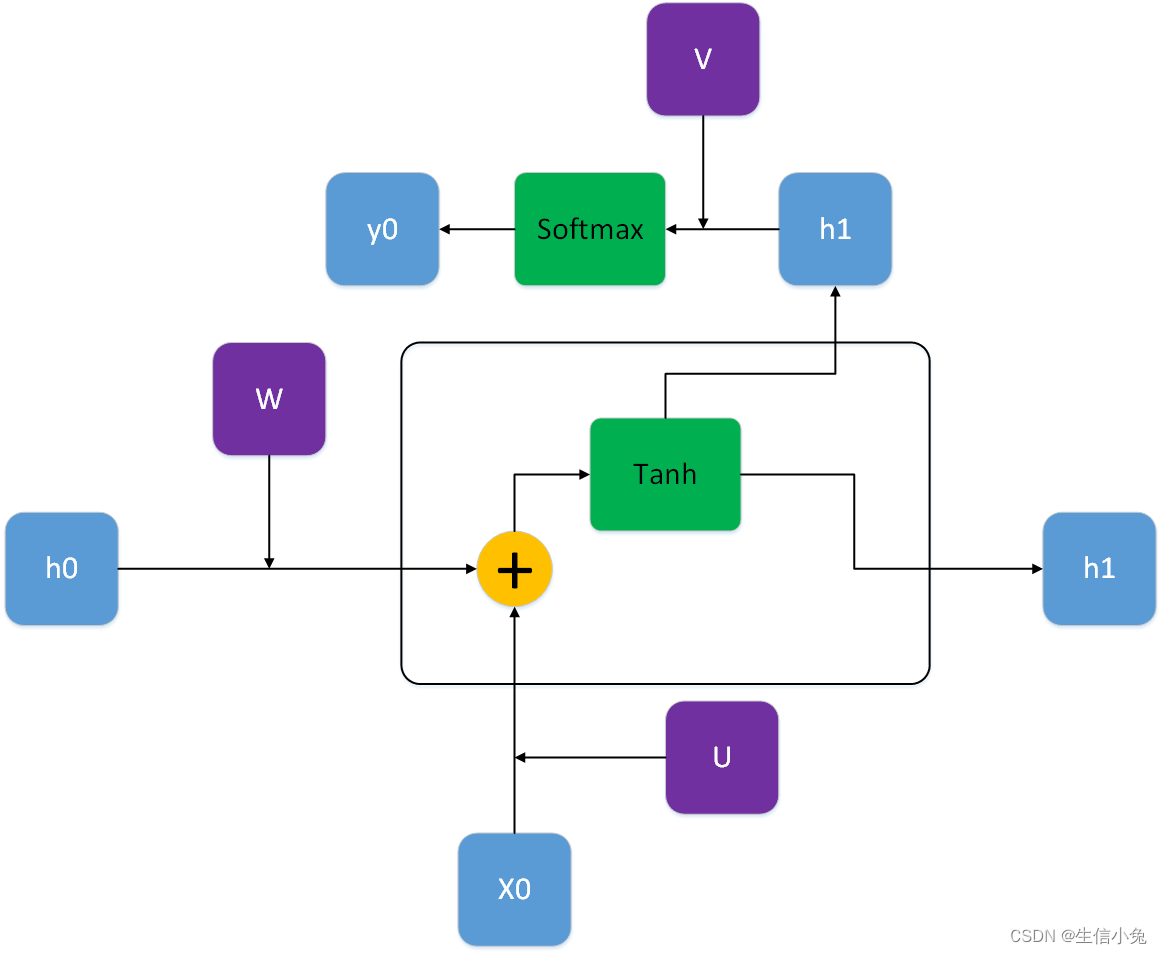 V
y0
Softmax
h1
W
Tanh
h0
+
h1
U
X0
CSDN @生信小兔